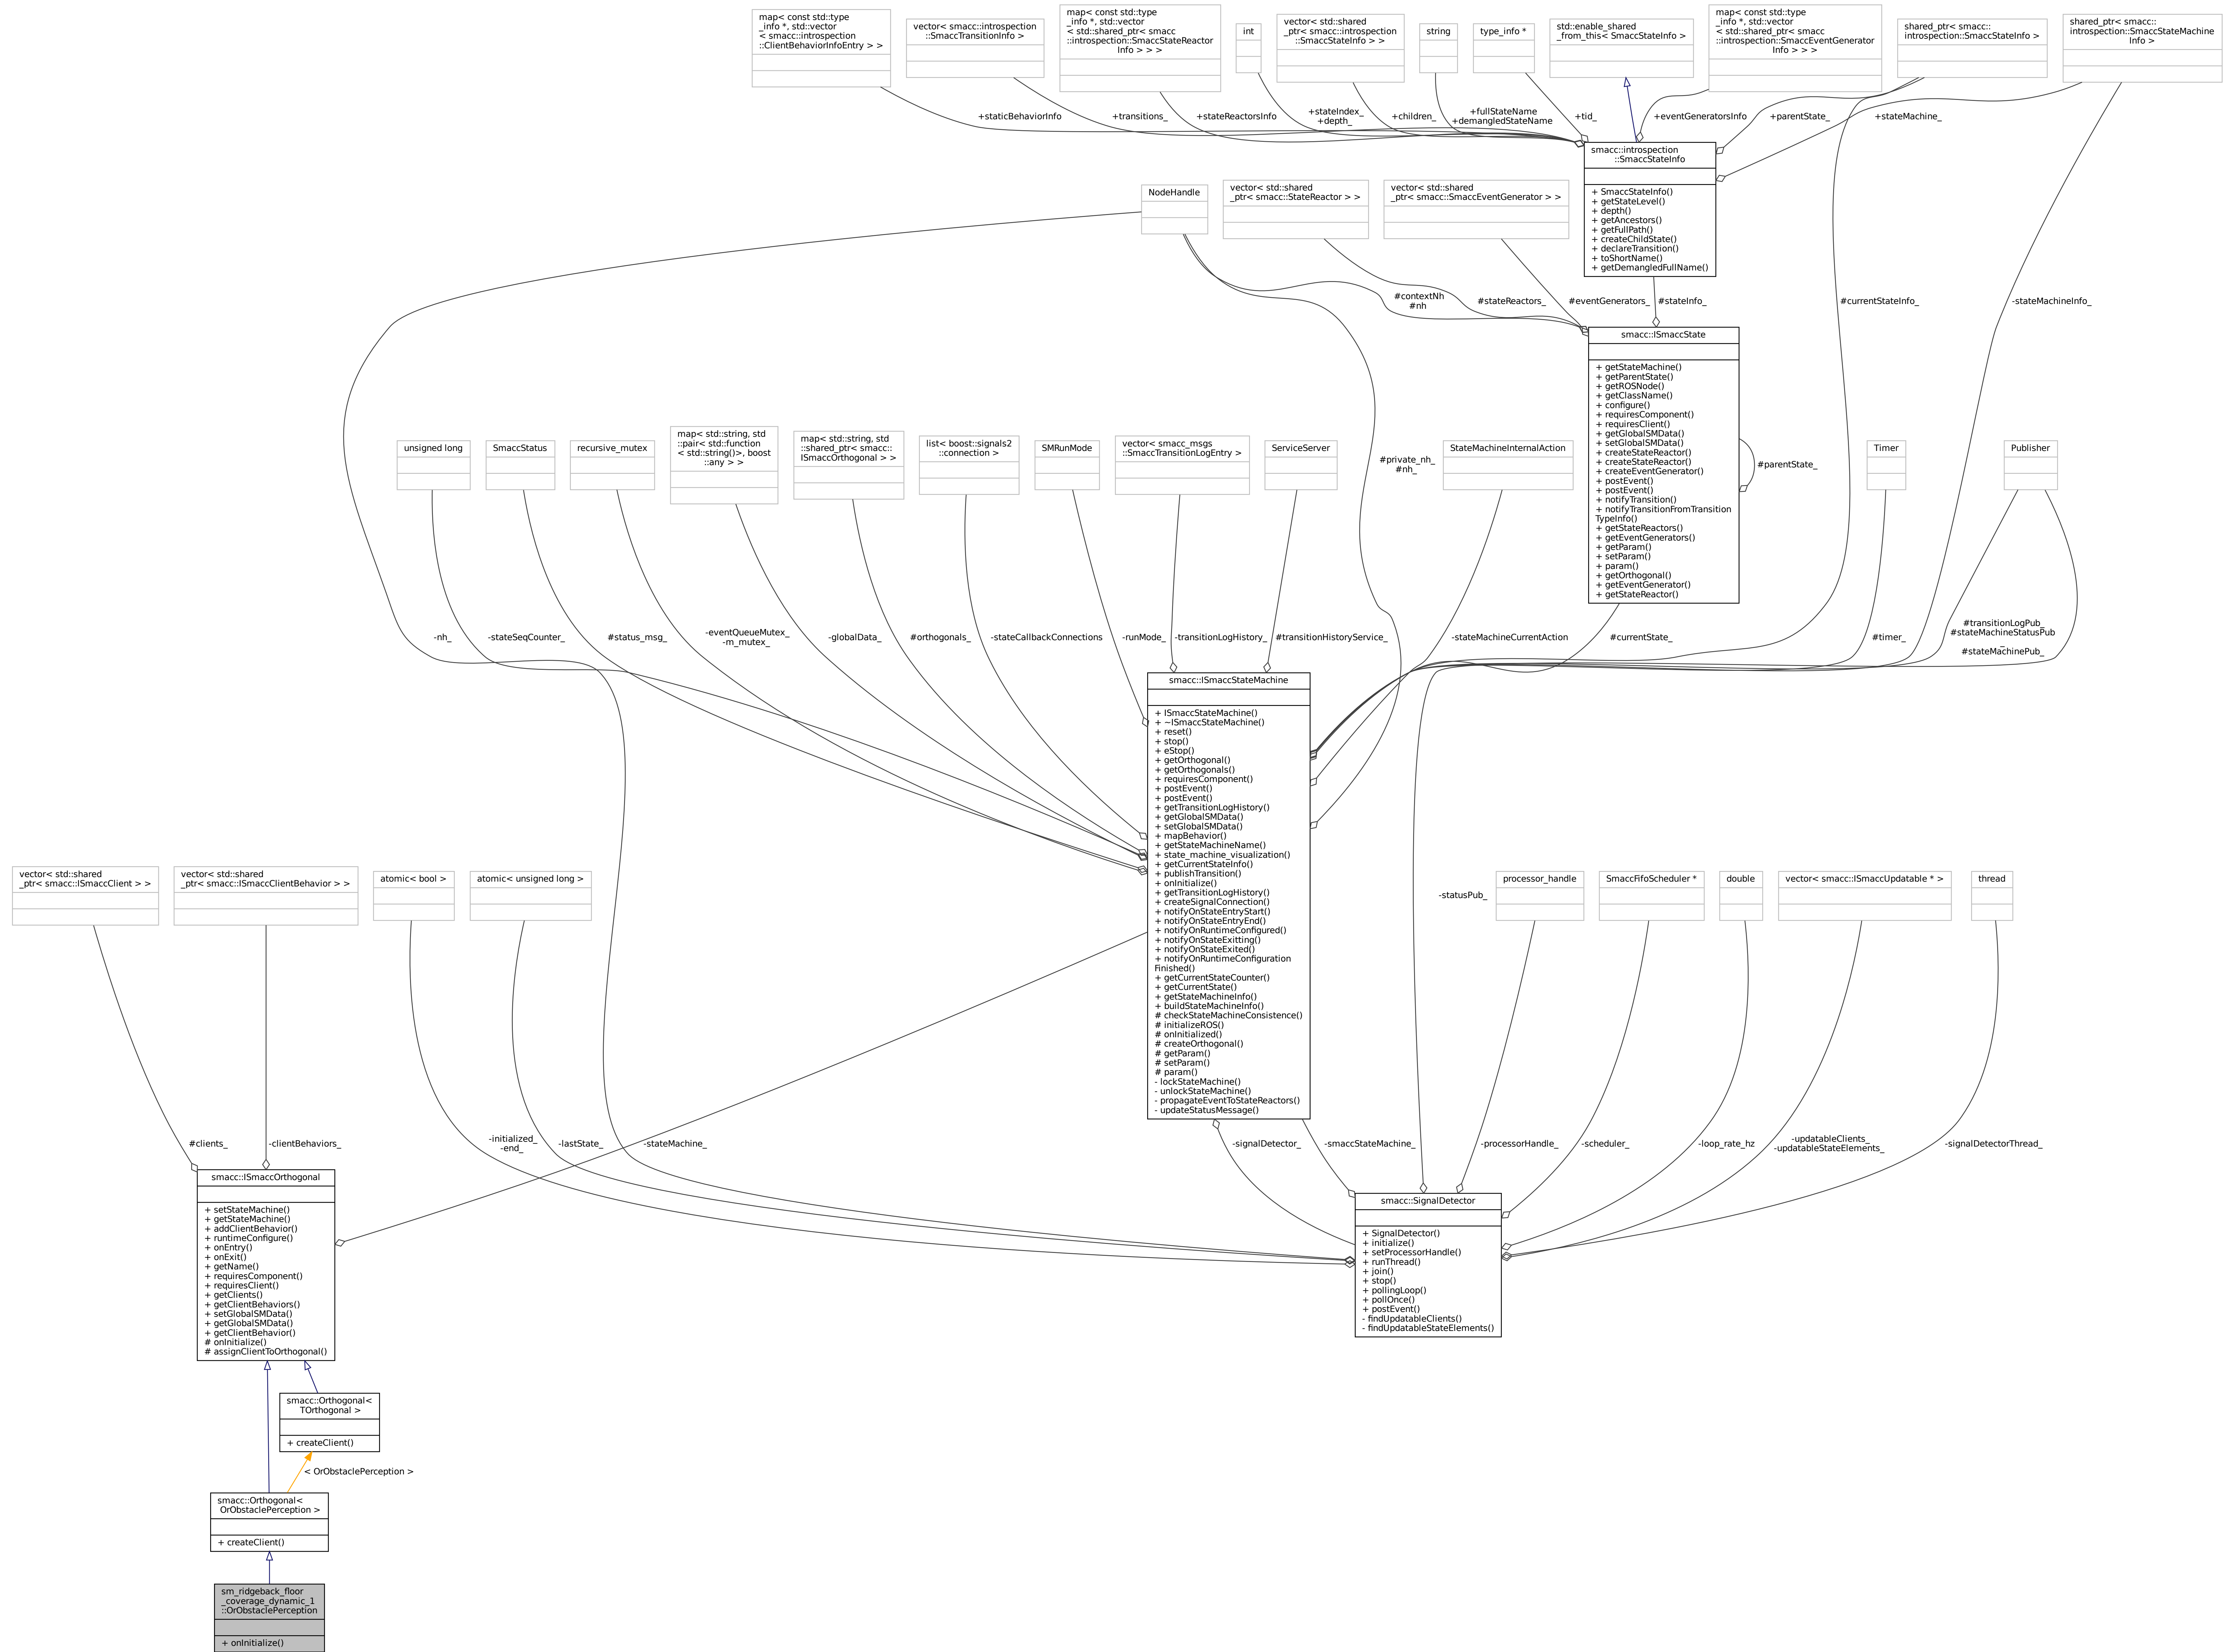 map< const std::type
_info *, std::vector
< smacc::introspection
::ClientBehaviorInfoEntry > >
vector< smacc::introspection
::SmaccTransitionInfo >
map< const std::type
_info *, std::vector
< std::shared_ptr< smacc
::introspection::SmaccStateReactor
Info > > >
int
vector< std::shared
_ptr< smacc::introspection
::SmaccStateInfo > >
string
type_info *
std::enable_shared
_from_this< SmaccStateInfo >
map< const std::type
_info *, std::vector
< std::shared_ptr< smacc
::introspection::SmaccEventGenerator
Info > > >
shared_ptr< smacc::
introspection::SmaccStateInfo >
shared_ptr< smacc::
introspection::SmaccStateMachine
Info >
+staticBehaviorInfo
+transitions_
+stateReactorsInfo
+stateIndex_
+depth_
+children_
+fullStateName
+demangledStateName
+tid_
+eventGeneratorsInfo
+parentState_
+stateMachine_
smacc::introspection
::SmaccStateInfo
+ SmaccStateInfo()
+ getStateLevel()
+ depth()
+ getAncestors()
+ getFullPath()
+ createChildState()
+ declareTransition()
+ toShortName()
+ getDemangledFullName()
NodeHandle
vector< std::shared
_ptr< smacc::StateReactor > >
vector< std::shared
_ptr< smacc::SmaccEventGenerator > >
#contextNh
#nh
#stateReactors_
#eventGenerators_
#stateInfo_
#currentStateInfo_
-stateMachineInfo_
smacc::ISmaccState
+ getStateMachine()
+ getParentState()
+ getROSNode()
+ getClassName()
+ configure()
+ requiresComponent()
+ requiresClient()
+ getGlobalSMData()
+ setGlobalSMData()
+ createStateReactor()
+ createStateReactor()
+ createEventGenerator()
+ postEvent()
+ postEvent()
+ notifyTransition()
+ notifyTransitionFromTransition
TypeInfo()
+ getStateReactors()
+ getEventGenerators()
+ getParam()
+ setParam()
+ param()
+ getOrthogonal()
+ getEventGenerator()
+ getStateReactor()
#parentState_
unsigned long
SmaccStatus
recursive_mutex
map< std::string, std
::pair< std::function
< std::string()>, boost
::any > >
map< std::string, std
::shared_ptr< smacc::
ISmaccOrthogonal > >
list< boost::signals2
::connection >
SMRunMode
vector< smacc_msgs
::SmaccTransitionLogEntry >
ServiceServer
#private_nh_
#nh_
StateMachineInternalAction
Timer
Publisher
-nh_
-stateSeqCounter_
#status_msg_
-eventQueueMutex_
-m_mutex_
-globalData_
#orthogonals_
-stateCallbackConnections
-runMode_
-transitionLogHistory_
#transitionHistoryService_
-stateMachineCurrentAction
#currentState_
#timer_
#transitionLogPub_
#stateMachineStatusPub
_
#stateMachinePub_
smacc::ISmaccStateMachine
+ ISmaccStateMachine()
+ ~ISmaccStateMachine()
+ reset()
+ stop()
+ eStop()
+ getOrthogonal()
+ getOrthogonals()
+ requiresComponent()
+ postEvent()
+ postEvent()
+ getTransitionLogHistory()
+ getGlobalSMData()
+ setGlobalSMData()
+ mapBehavior()
+ getStateMachineName()
+ state_machine_visualization()
+ getCurrentStateInfo()
+ publishTransition()
+ onInitialize()
+ getTransitionLogHistory()
+ createSignalConnection()
+ notifyOnStateEntryStart()
+ notifyOnStateEntryEnd()
+ notifyOnRuntimeConfigured()
+ notifyOnStateExitting()
+ notifyOnStateExited()
+ notifyOnRuntimeConfiguration
Finished()
+ getCurrentStateCounter()
+ getCurrentState()
+ getStateMachineInfo()
+ buildStateMachineInfo()
# checkStateMachineConsistence()
# initializeROS()
# onInitialized()
# createOrthogonal()
# getParam()
# setParam()
# param()
- lockStateMachine()
- unlockStateMachine()
- propagateEventToStateReactors()
- updateStatusMessage()
vector< std::shared
_ptr< smacc::ISmaccClient > >
vector< std::shared
_ptr< smacc::ISmaccClientBehavior > >
atomic< bool >
atomic< unsigned long >
-statusPub_
processor_handle
SmaccFifoScheduler *
double
vector< smacc::ISmaccUpdatable * >
thread
#clients_
-clientBehaviors_
-initialized_
-end_
-lastState_
-stateMachine_
-signalDetector_
-smaccStateMachine_
-processorHandle_
-scheduler_
-loop_rate_hz
-updatableClients_
-updatableStateElements_
-signalDetectorThread_
smacc::ISmaccOrthogonal
+ setStateMachine()
+ getStateMachine()
+ addClientBehavior()
+ runtimeConfigure()
+ onEntry()
+ onExit()
+ getName()
+ requiresComponent()
+ requiresClient()
+ getClients()
+ getClientBehaviors()
+ setGlobalSMData()
+ getGlobalSMData()
+ getClientBehavior()
# onInitialize()
# assignClientToOrthogonal()
smacc::SignalDetector
+ SignalDetector()
+ initialize()
+ setProcessorHandle()
+ runThread()
+ join()
+ stop()
+ pollingLoop()
+ pollOnce()
+ postEvent()
- findUpdatableClients()
- findUpdatableStateElements()
smacc::Orthogonal<
TOrthogonal >
+ createClient()
< OrObstaclePerception >
smacc::Orthogonal<
OrObstaclePerception >
+ createClient()
sm_ridgeback_floor
_coverage_dynamic_1
::OrObstaclePerception
+ onInitialize()